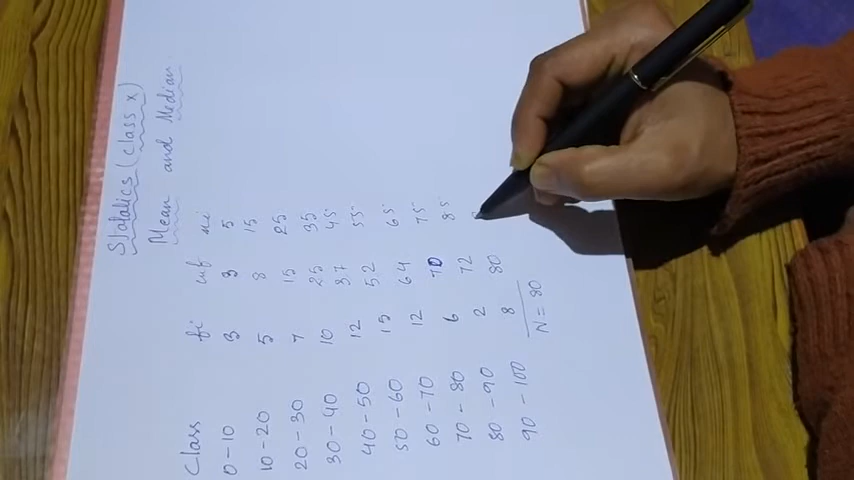 Statatics (class x)
Mean and Median
Class fi cuf xi
0-10 3 3 5
10-20 5 8 15
20-30 7 15 25
30-40 10 25 35
40-50 12 37 45
50-60 15 52 55
60-70 12 64 65
70-80 6 70 75
80-90 2 72 85
90-100 8 80
N=80